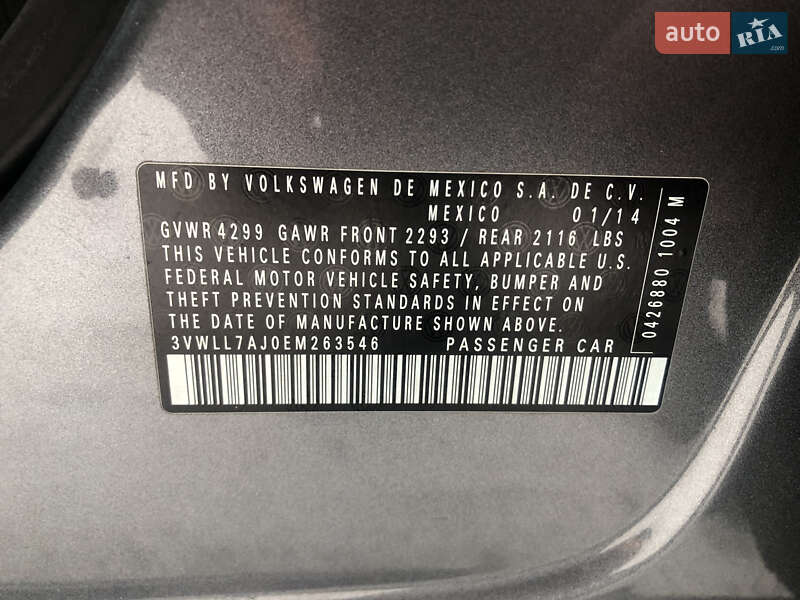 auto RIA.com
MFD BY VOLKSWAGEN DE MEXICO S.A. DE C.V.
MEXICO 01/14
GVWR 4299 GAWR FRONT 2293 / REAR 2116 LBS
THIS VEHICLE CONFORMS TO ALL APPLICABLE U.S.
FEDERAL MOTOR VEHICLE SAFETY, BUMPER AND
THEFT PREVENTION STANDARDS IN EFFECT ON
THE DATE OF MANUFACTURE SHOWN ABOVE.
3VWLL7AJ0EM263546 PASSENGER CAR
0426880 1004 M